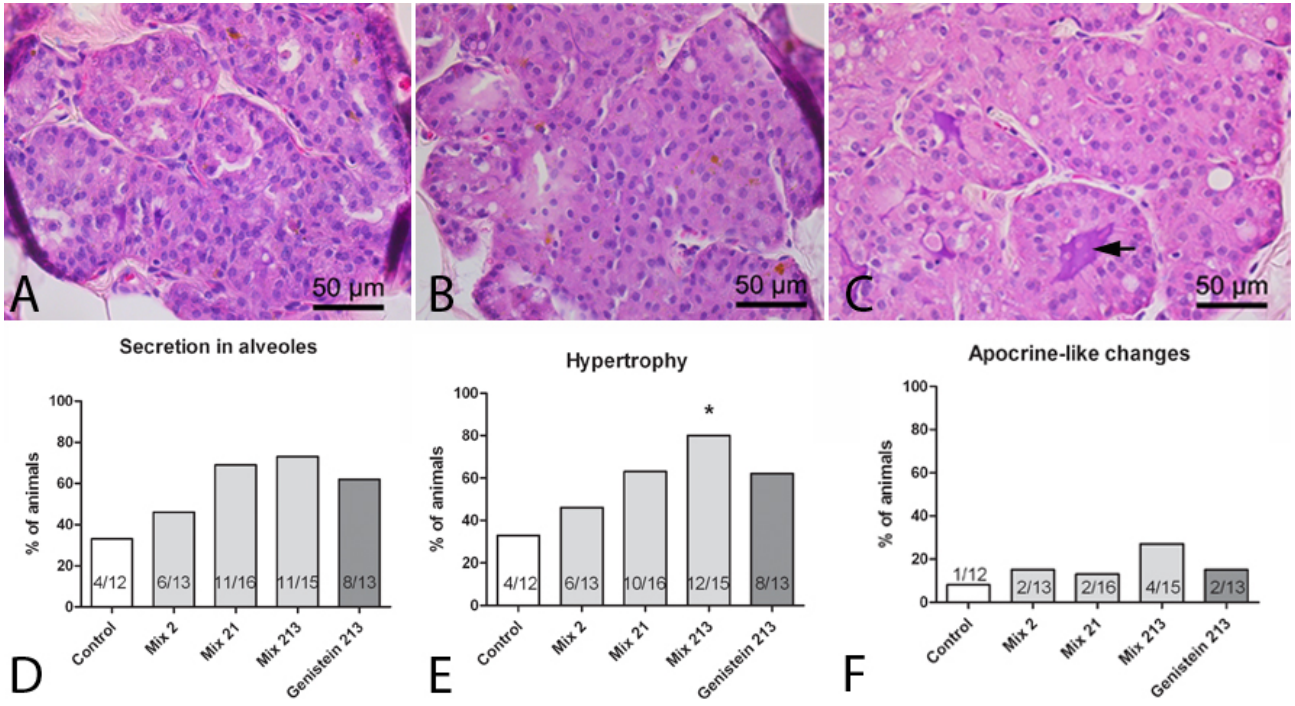 A
50 µm
B
50 µm
C
50 µm
Secretion in alveoles
% of animals
100
80
60
40
20
0
4/12
6/13
11/16
11/15
8/13
Control
Mix 2
Mix 21
Mix 213
Genistein 213
D
Hypertrophy
% of animals
100
80
60
40
20
0
*
4/12
6/13
10/16
12/15
8/13
Control
Mix 2
Mix 21
Mix 213
Genistein 213
E
Apocrine-like changes
% of animals
100
80
60
40
20
0
1/12
2/13
2/16
4/15
2/13
Control
Mix 2
Mix 21
Mix 213
Genistein 213
F